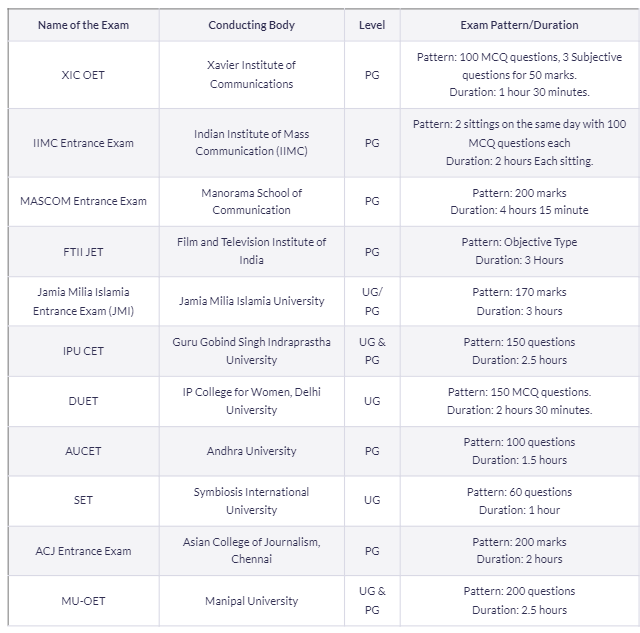 Name of the Exam Conducting Body Level Exam Pattern/Duration
XIC OET
Xavier Institute of
Communications
PG
Pattern: 100 MCQ questions, 3 Subjective
questions for 50 marks.
Duration: 1 hour 30 minutes.
IIMC Entrance Exam
Indian Institute of Mass
Communication (IIMC)
PG
Pattern: 2 sittings on the same day with 100
MCQ questions each
Duration: 2 hours Each sitting.
MASCOM Entrance Exam
Manorama School of
Communication
PG
Pattern: 200 marks
Duration: 4 hours 15 minute
FTII JET
Film and Television Institute of
India
PG
Pattern: Objective Type
Duration: 3 Hours
Jamia Milia Islamia
Entrance Exam (JMI)
Jamia Milia Islamia University
UG/
PG
Pattern: 170 marks
Duration: 3 hours
IPU CET
Guru Gobind Singh Indraprastha
University
UG &
PG
Pattern: 150 questions
Duration: 2.5 hours
DUET
IP College for Women, Delhi
University
UG
Pattern: 150 MCQ questions.
Duration: 2 hours 30 minutes.
AUCET
Andhra University
PG
Pattern: 100 questions
Duration: 1.5 hours
SET
Symbiosis International
University
UG
Pattern: 60 questions
Duration: 1 hour
ACJ Entrance Exam
Asian College of Journalism,
Chennai
PG
Pattern: 200 marks
Duration: 2 hours
MU-OET
Manipal University
UG &
PG
Pattern: 200 questions
Duration: 2.5 hours